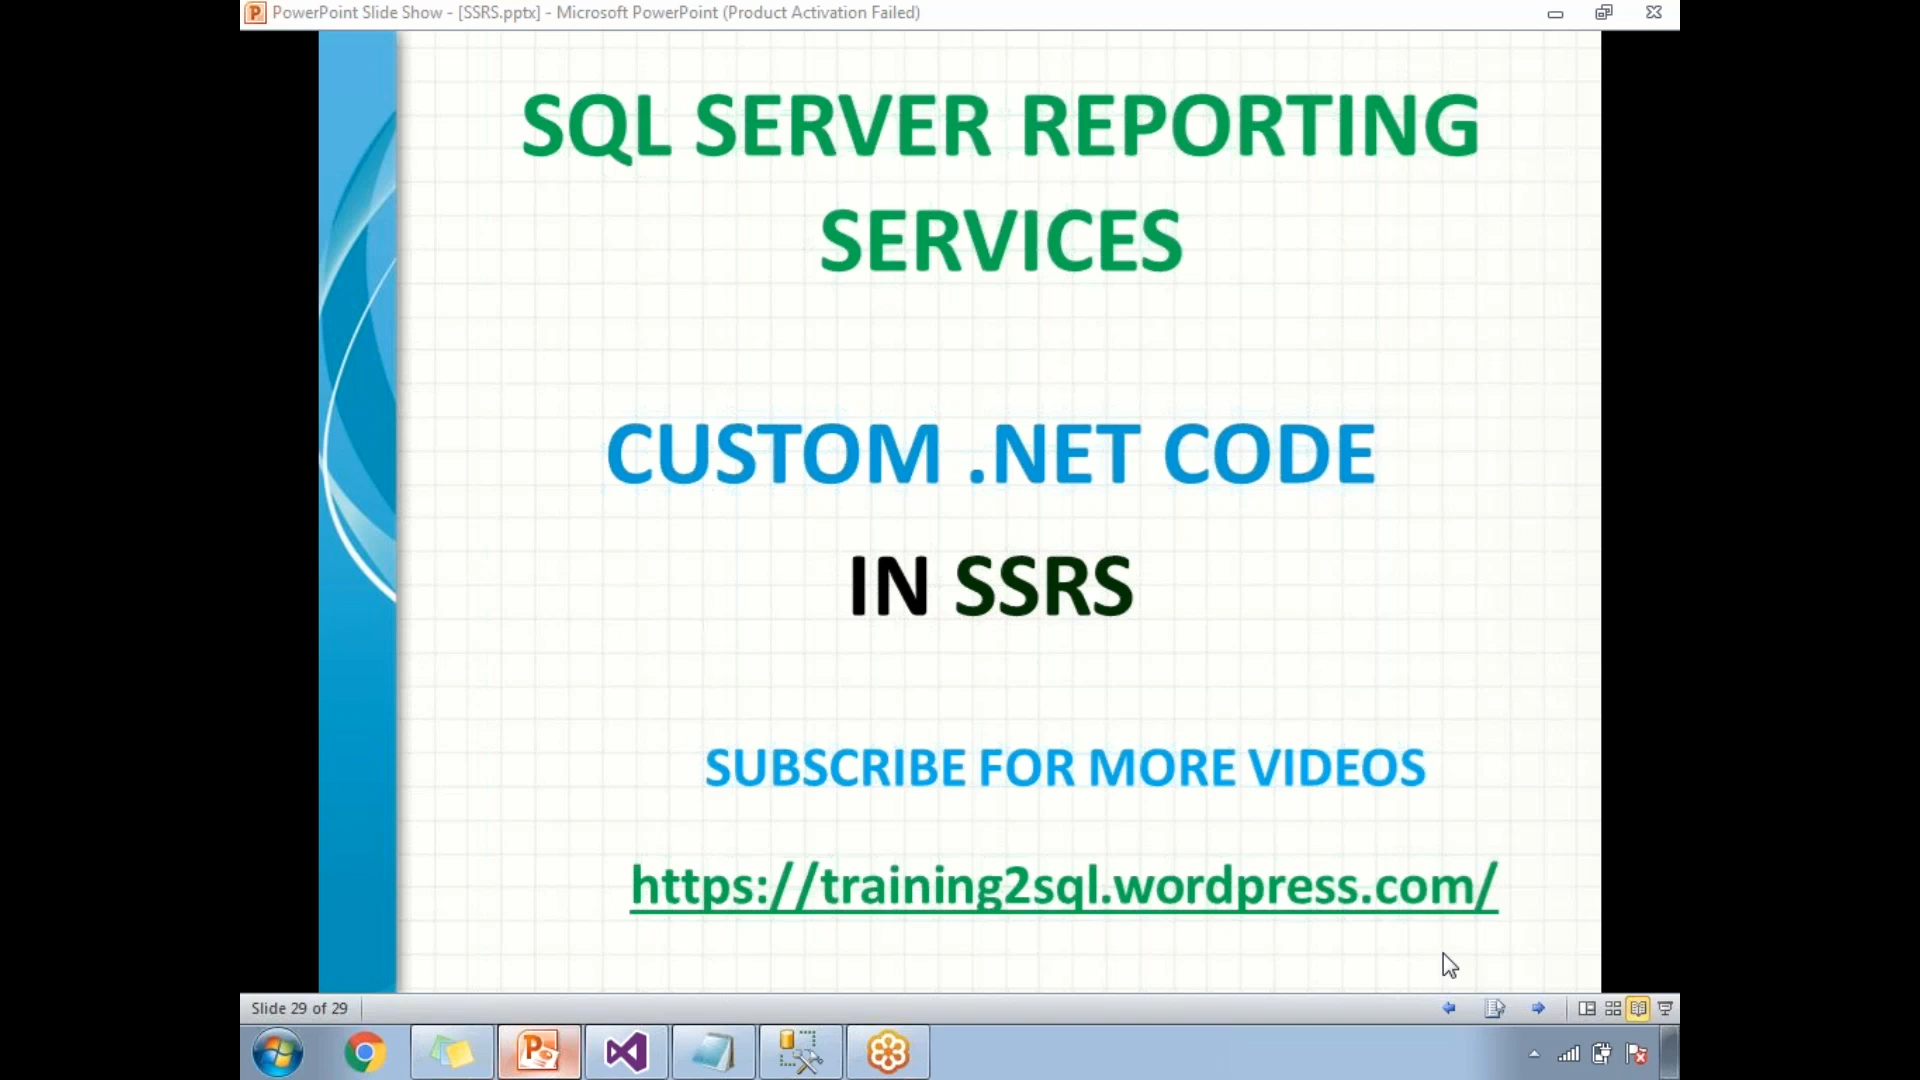 PowerPoint Slide Show - [SSRS.pptx] - Microsoft PowerPoint (Product Activation Failed)
SQL SERVER REPORTING
SERVICES
CUSTOM .NET CODE
IN SSRS
SUBSCRIBE FOR MORE VIDEOS
https://training2sql.wordpress.com/
Slide 29 of 29